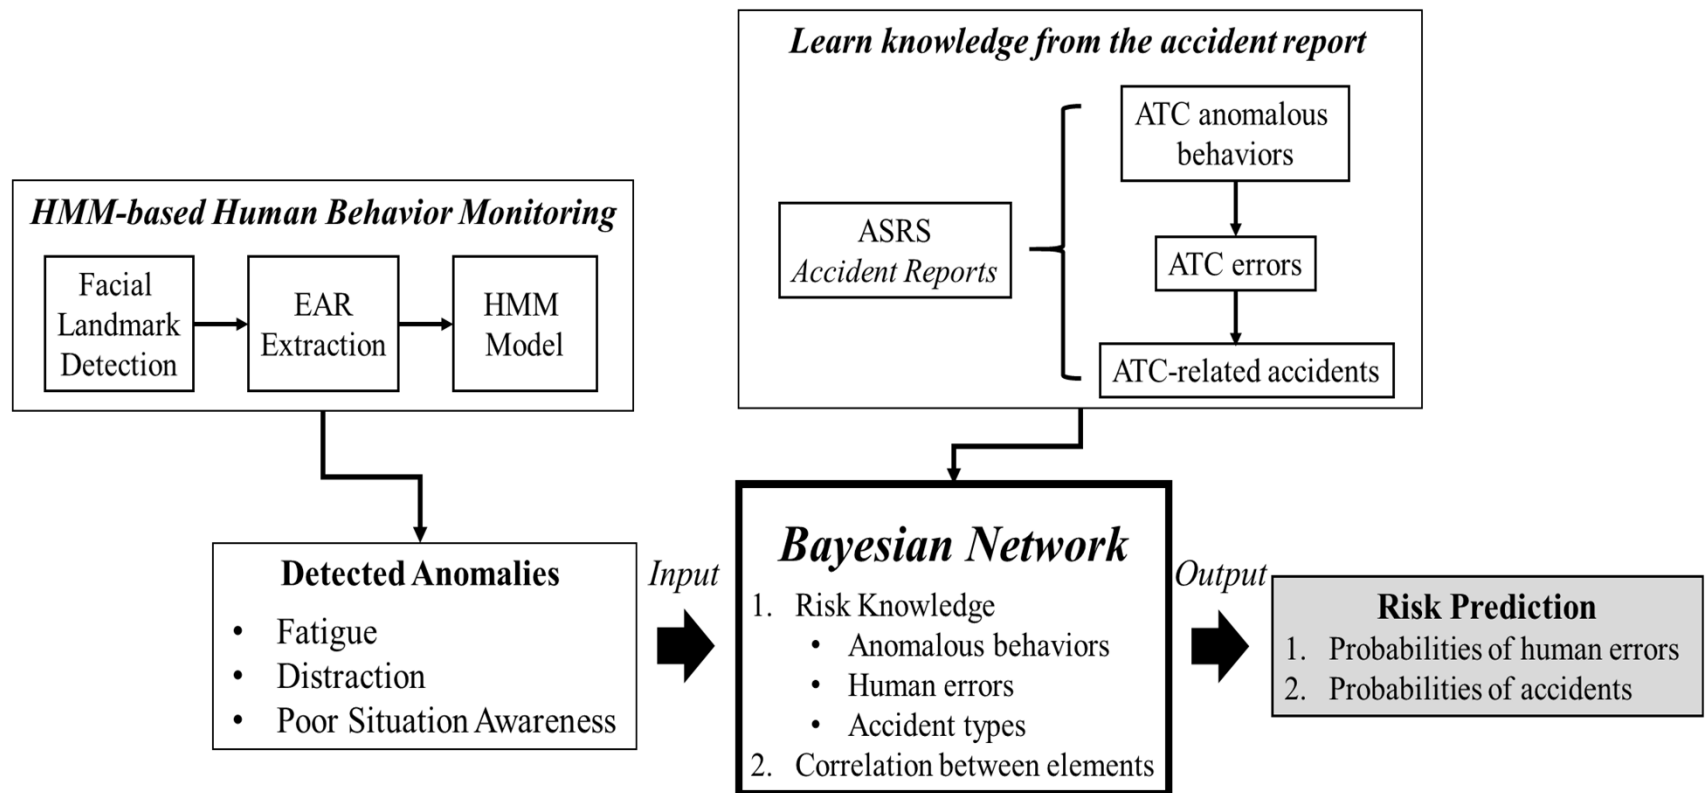 Learn knowledge from the accident report
ATC anomalous
behaviors
ASRS
Accident Reports
ATC errors
ATC-related accidents
HMM-based Human Behavior Monitoring
Facial
Landmark
Detection
EAR
Extraction
HMM
Model
Detected Anomalies
• Fatigue
• Distraction
• Poor Situation Awareness
Input
Bayesian Network
1. Risk Knowledge
• Anomalous behaviors
• Human errors
• Accident types
2. Correlation between elements
Output
Risk Prediction
1. Probabilities of human errors
2. Probabilities of accidents